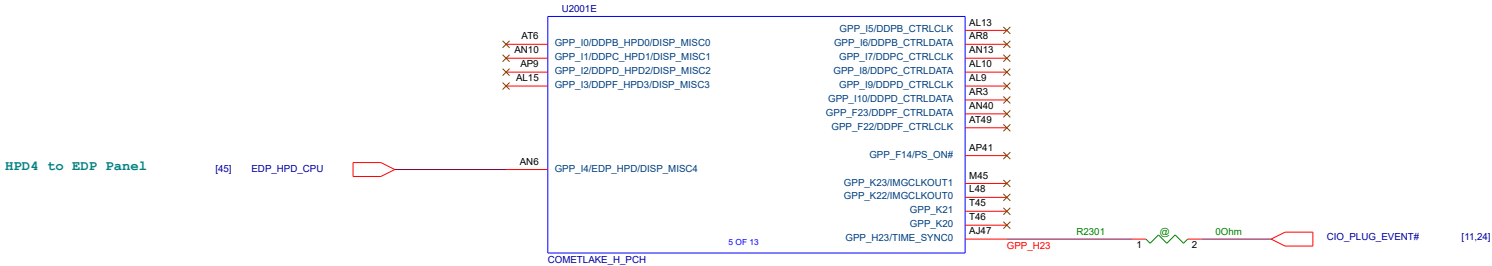 U2001E
AT6 GPP_I0/DDPB_HPD0/DISP_MISC0
AN10 GPP_I1/DDPC_HPD1/DISP_MISC1
AP9 GPP_I2/DDPD_HPD2/DISP_MISC2
AL15 GPP_I3/DDPF_HPD3/DISP_MISC3
GPP_I5/DDPB_CTRLCLK AL13
GPP_I6/DDPB_CTRLDATA AR8
GPP_I7/DDPC_CTRLCLK AN13
GPP_I8/DDPC_CTRLDATA AL10
GPP_I9/DDPD_CTRLCLK AL9
GPP_I10/DDPD_CTRLDATA AR3
GPP_F23/DDPF_CTRLDATA AN40
GPP_F22/DDPF_CTRLCLK AT49
GPP_F14/PS_ON# AP41
HPD4 to EDP Panel [45] EDP_HPD_CPU AN6 GPP_I4/EDP_HPD/DISP_MISC4
GPP_K23/IMGCLKOUT1 M45
GPP_K22/IMGCLKOUT0 L48
GPP_K21 T45
GPP_K20 T46
GPP_H23/TIME_SYNC0 AJ47
GPP_H23 R2301 1 @ 2 0Ohm CIO_PLUG_EVENT# [11,24]
5 OF 13
COMETLAKE_H_PCH